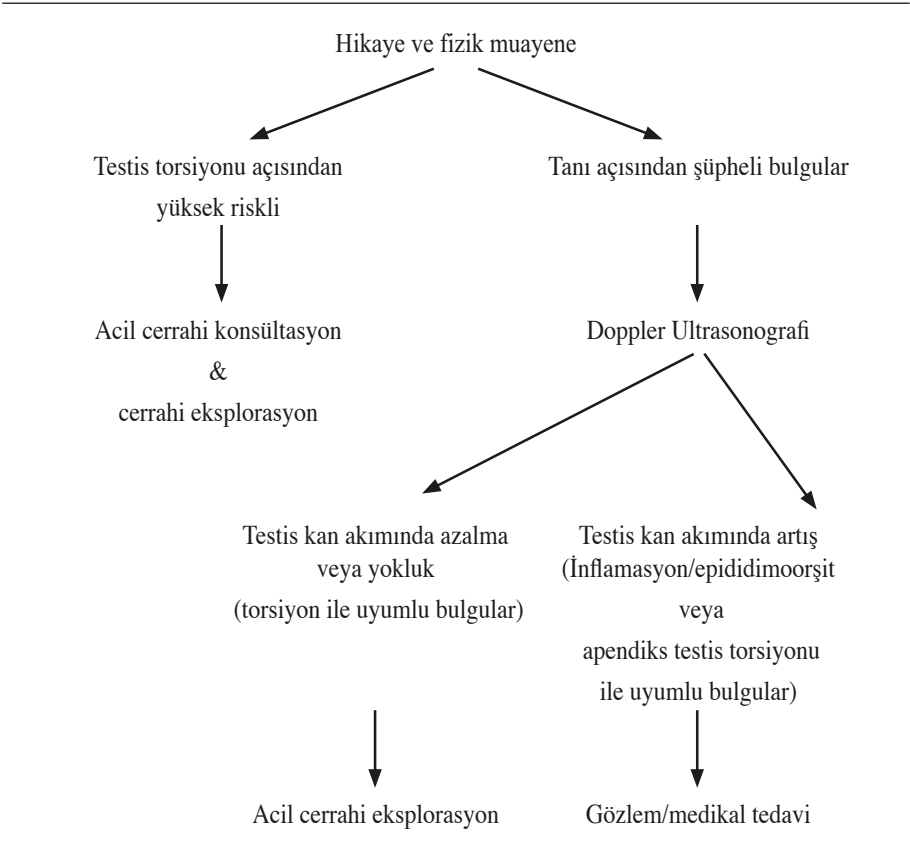 Hikaye ve fizik muayene
Testis torsiyonu açısından
yüksek riskli
Tanı açısından şüpheli bulgular
Acil cerrahi konsültasyon
&
cerrahi eksplorasyon
Doppler Ultrasonografi
Testis kan akımında azalma
veya yokluk
(torsiyon ile uyumlu bulgular)
Testis kan akımında artış
(İnflamasyon/epididimoorşit
veya
apendiks testis torsiyonu
ile uyumlu bulgular)
Acil cerrahi eksplorasyon
Gözlem/medikal tedavi